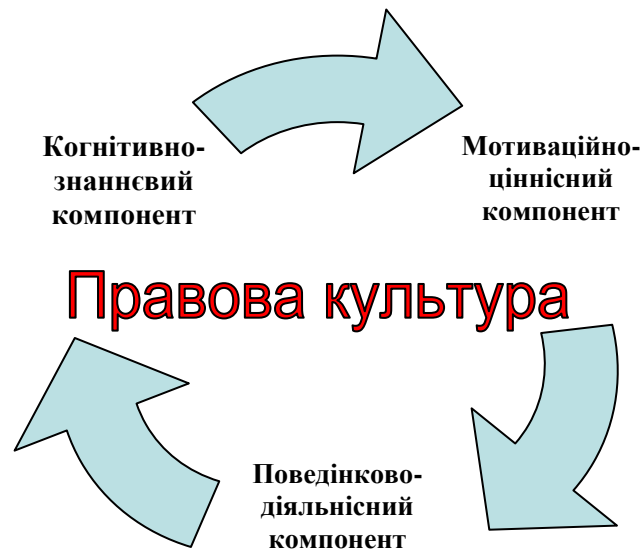 Когнітивно-
знаннєвий
компонент
Мотиваційно-
ціннісний
компонент
Правова культура
Поведінково-
діяльнісний
компонент